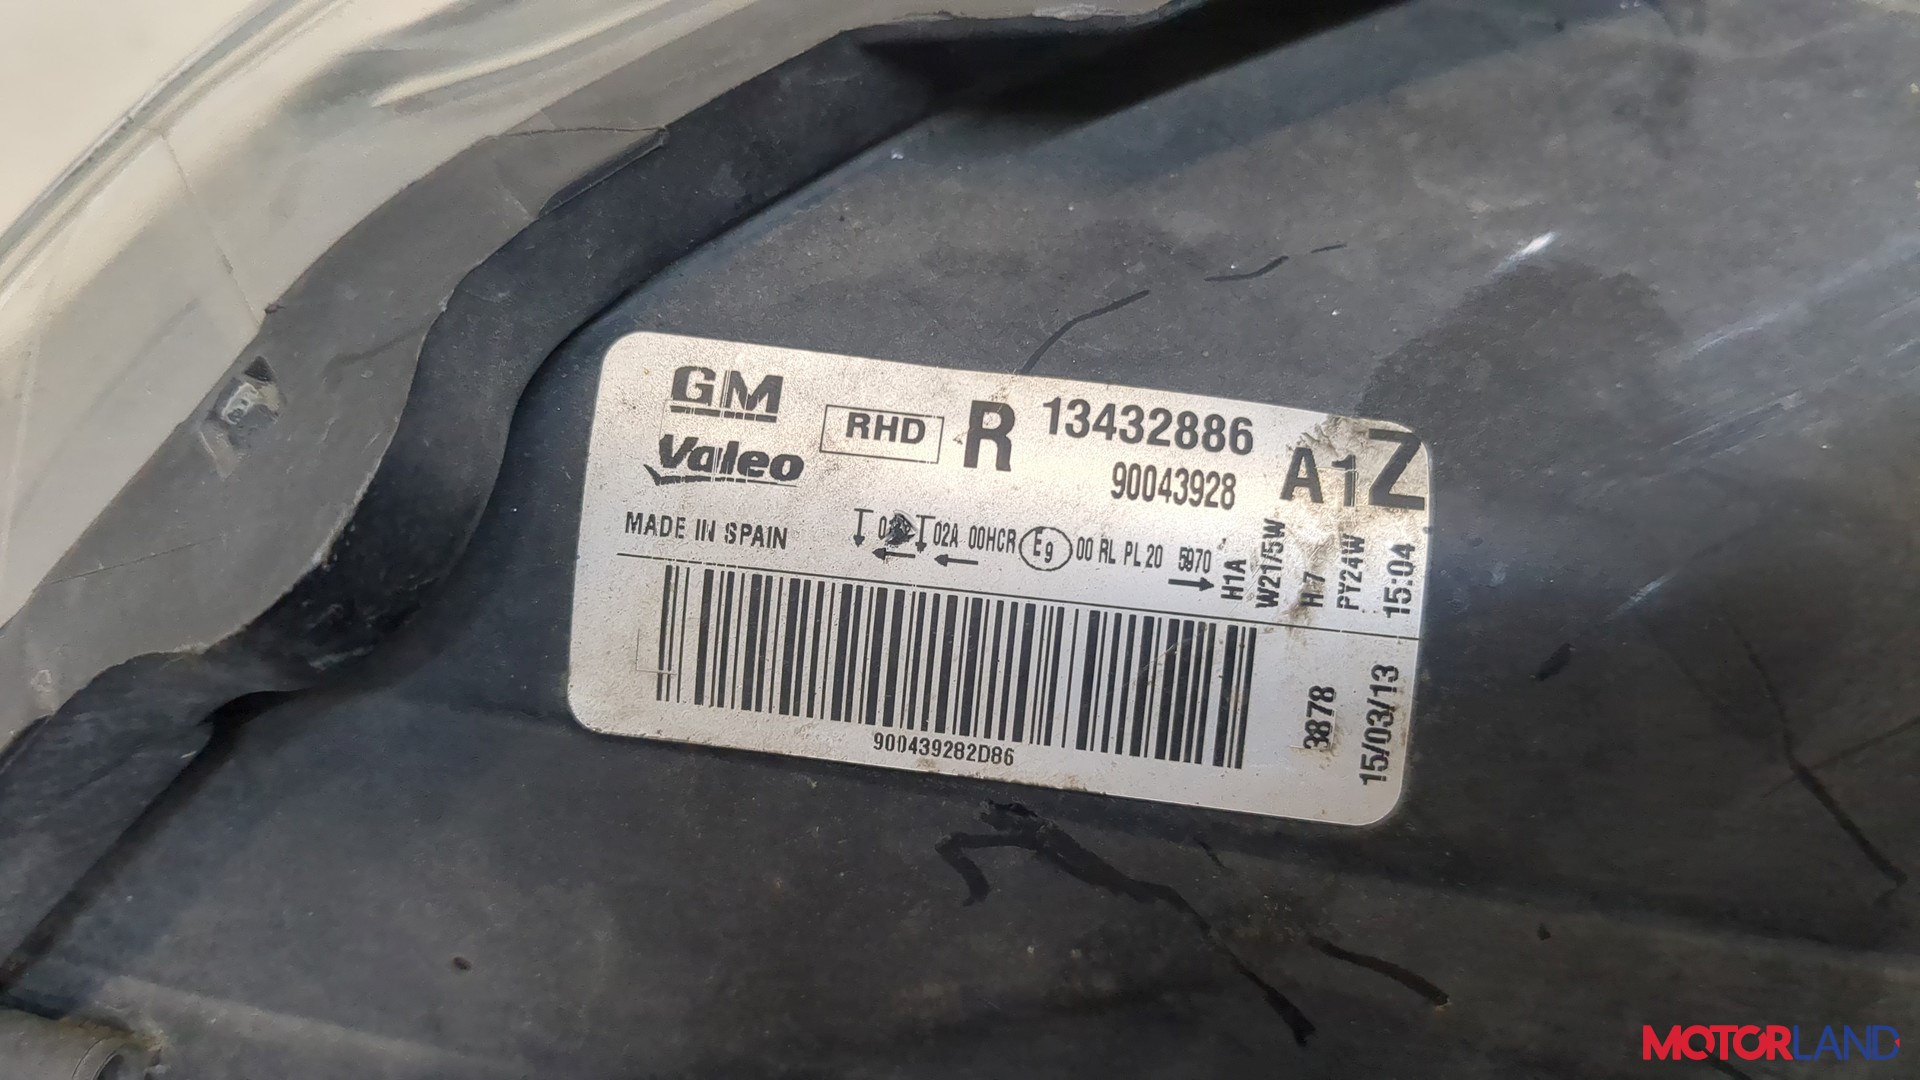 GM
Valeo
RHD R 13432886
90043928
A1Z
MADE IN SPAIN
02A 00HCR E9 00 RL PL 20 5970
H1A
W21/5W
H7
PY24W
15:04
900439282D86
3878
15/03/13
MOTORLAND